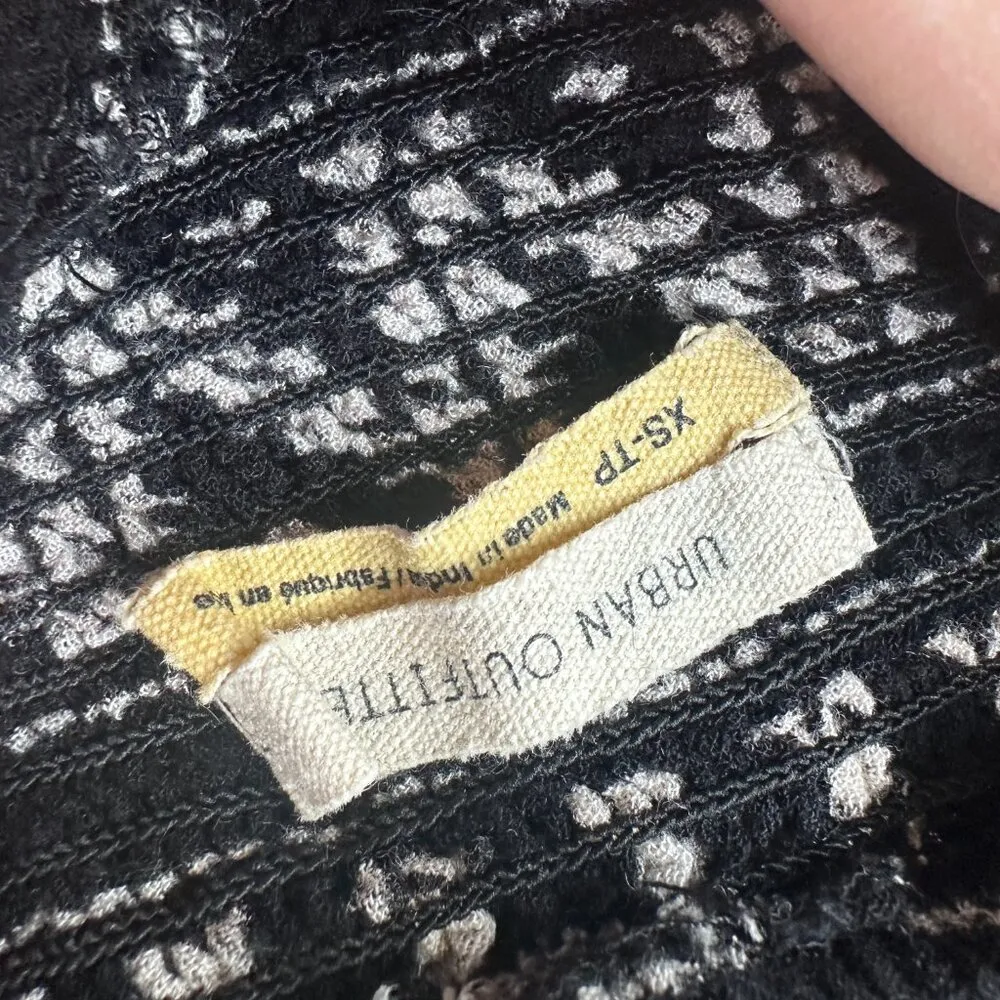 URBAN OUTFITTE
XS-TP
Made in India / Fabriqué en